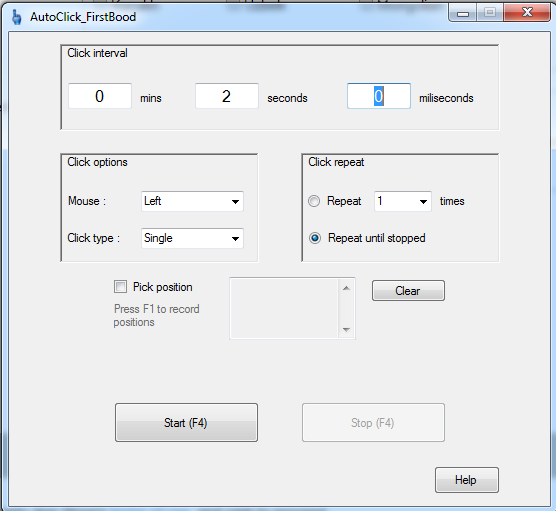 AutoClick_FirstBood
Click interval
0 mins 2 seconds 0 miliseconds
Click options
Mouse : Left
Click type : Single
Click repeat
Repeat 1 times
Repeat until stopped
Pick position
Press F1 to record
positions
Clear
Start (F4)
Stop (F4)
Help